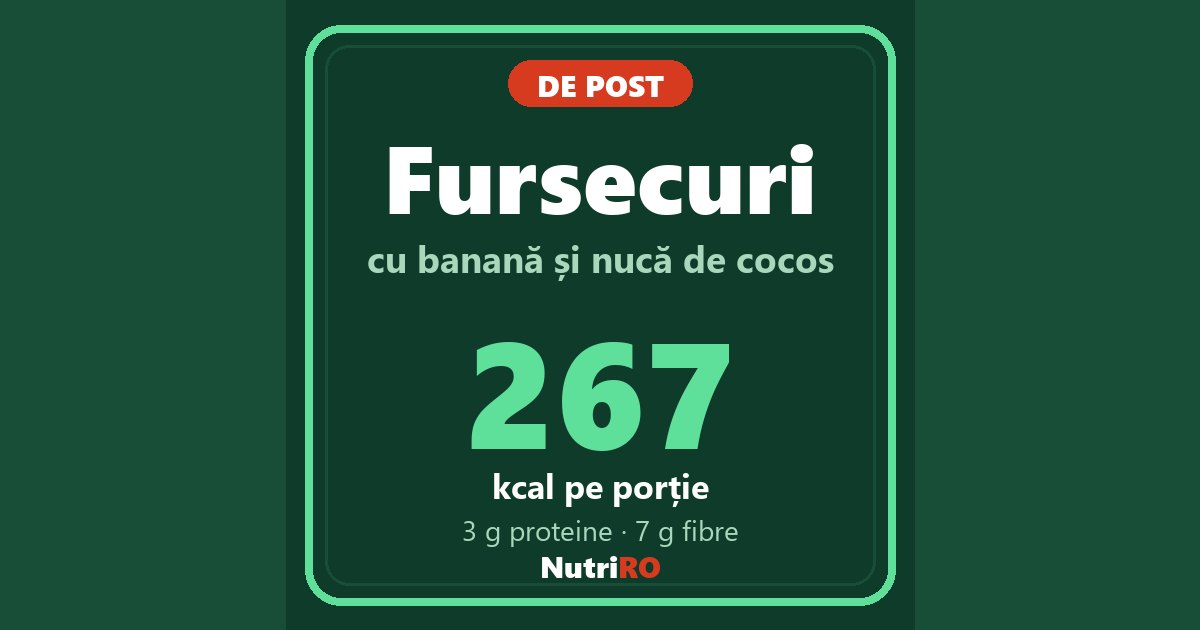 DE POST
Fursecuri
cu banană și nucă de cocos
267
kcal pe porție
3 g proteine · 7 g fibre
NutriRO